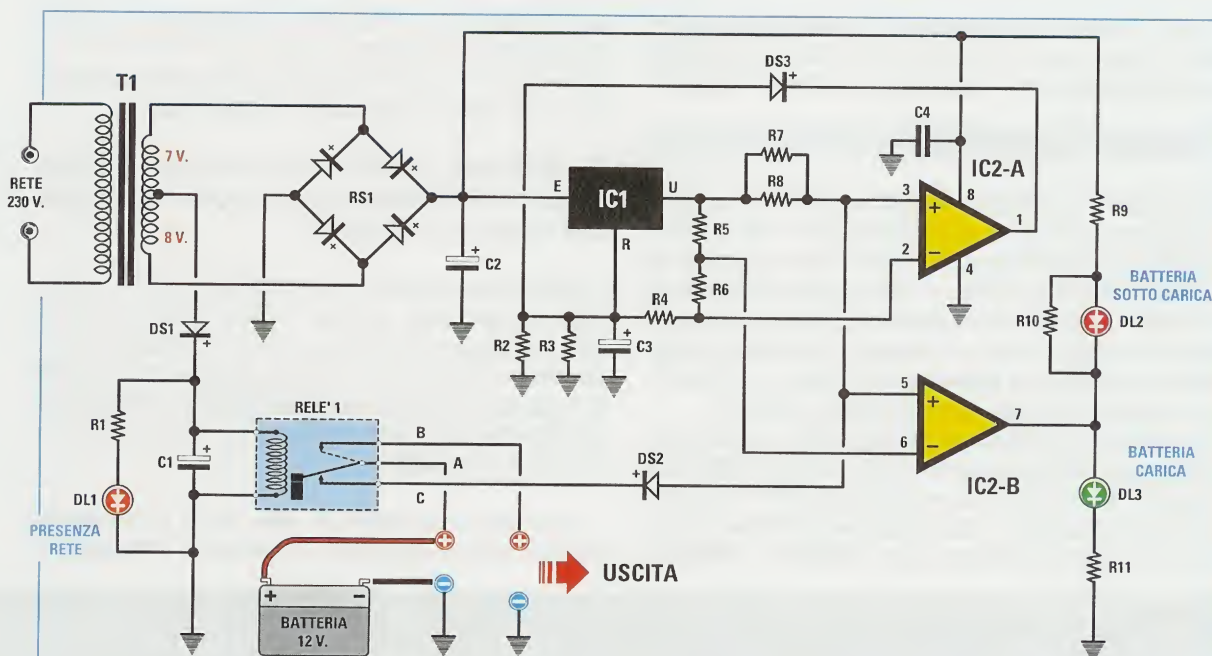 T1
7 V.
8 V.
RETE
230 V.
RS1
C2
DS1
R1
C1
DL1
PRESENZA
RETE
RELE' 1
B
A
C
+
-
BATTERIA
12 V.
USCITA
E
IC1
U
R
R2
R3
C3
R4
R5
R6
R7
R8
DS3
DS2
C4
IC2-A
3
2
8
4
1
IC2-B
5
6
7
R9
R10
BATTERIA
SOTTO CARICA
DL2
BATTERIA
CARICA
DL3
R11